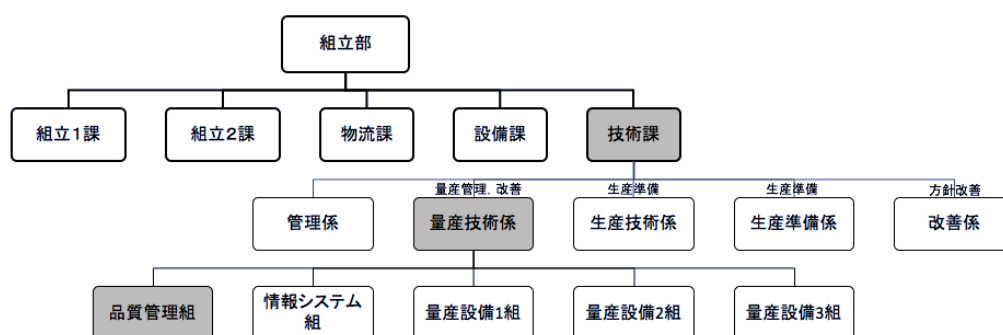 組立部
組立1課
組立2課
物流課
設備課
技術課
量産管理, 改善
生産準備
生産準備
方針改善
管理係
量産技術係
生産技術係
生産準備係
改善係
品質管理組
情報システム
組
量産設備1組
量産設備2組
量産設備3組